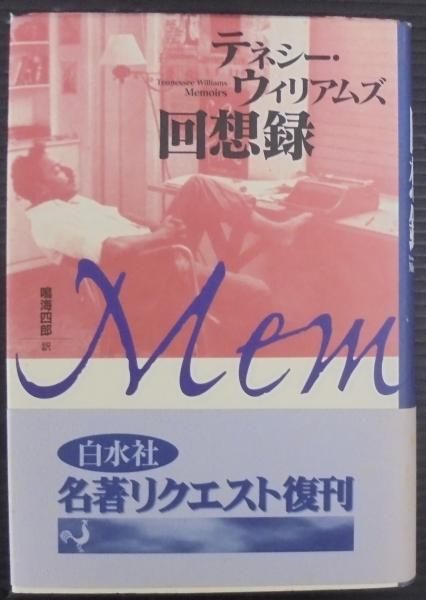 テネシー・
Tennessee Williams
ウィリアムズ
Memoirs
回想録
鳴海四郎 訳
Mem
白水社
名著リクエスト復刊